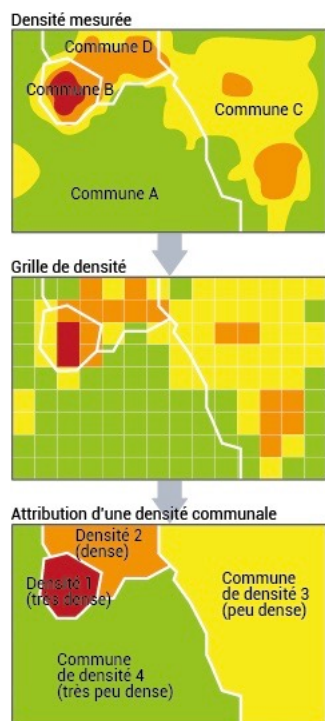 Densité mesurée
Commune D
Commune B
Commune C
Commune A
Grille de densité
Attribution d'une densité communale
Densité 2
(dense)
Densité 1
(très dense)
Commune
de densité 3
(peu dense)
Commune
de densité 4
(très peu dense)